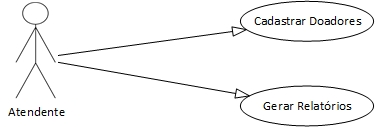 Cadastrar Doadores
Gerar Relatórios
Atendente